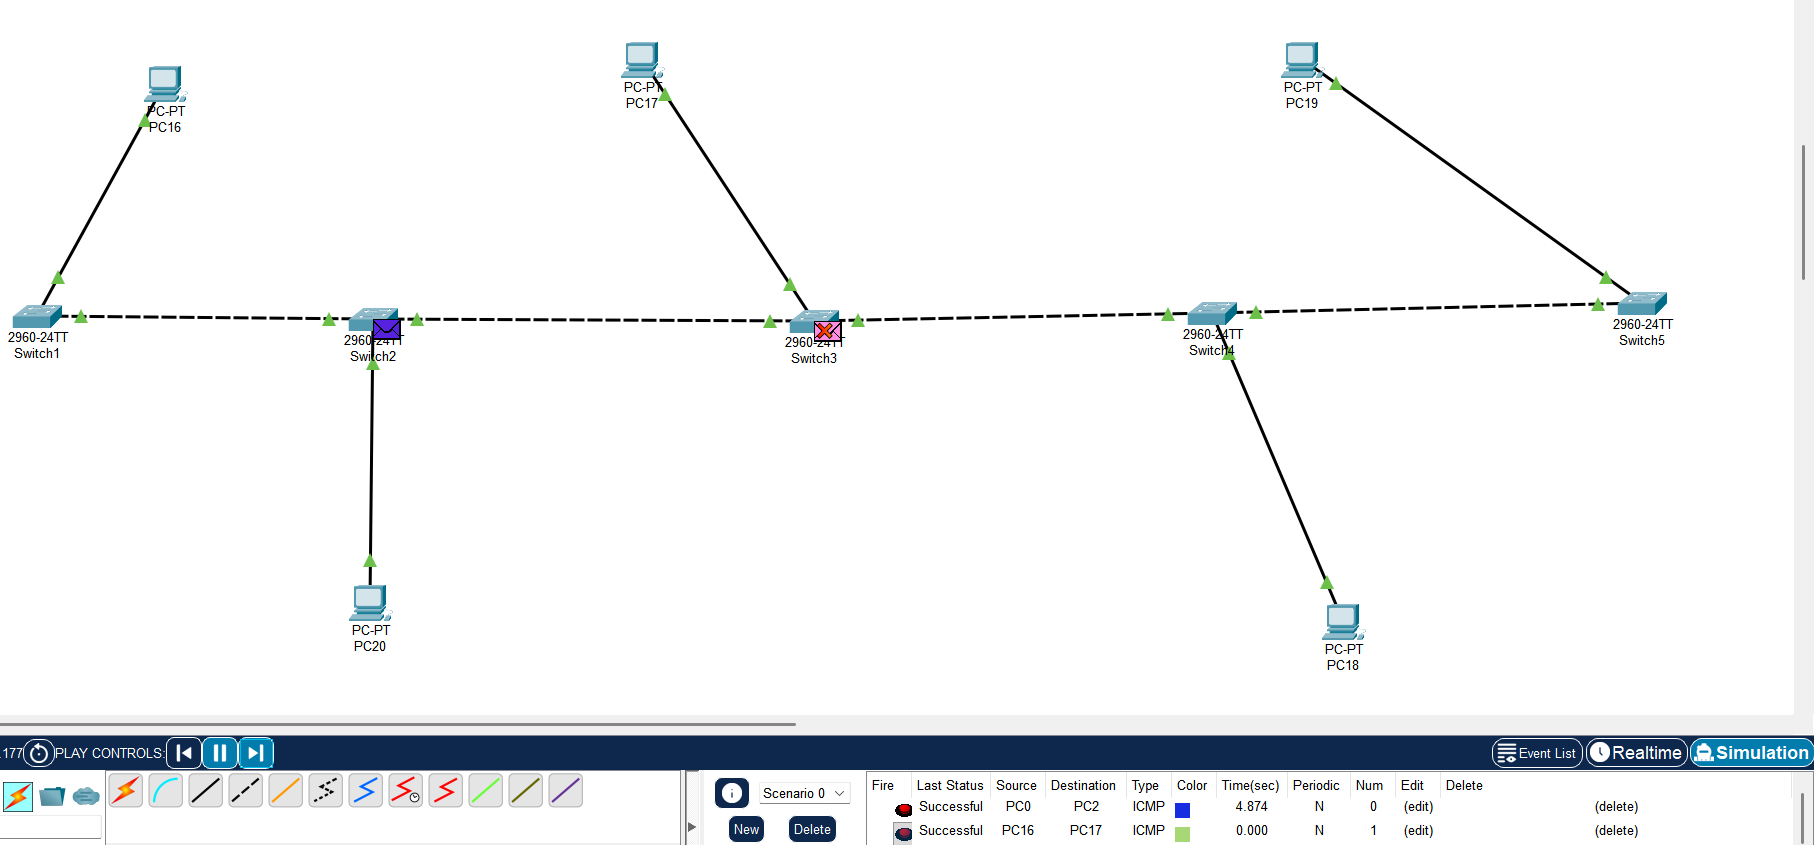 PC-PT
PC16
PC-PT
PC17
PC-PT
PC19
2960-24TT
Switch1
2960-24TT
Switch2
2960-24TT
Switch3
2960-24TT
Switch4
2960-24TT
Switch5
PC-PT
PC20
PC-PT
PC18
177 PLAY CONTROLS: Event List Realtime Simulation
Scenario 0
New Delete
Fire Last Status Source Destination Type Color Time(sec) Periodic Num Edit Delete
Successful PC0 PC2 ICMP 4.874 N 0 (edit) (delete)
Successful PC16 PC17 ICMP 0.000 N 1 (edit) (delete)